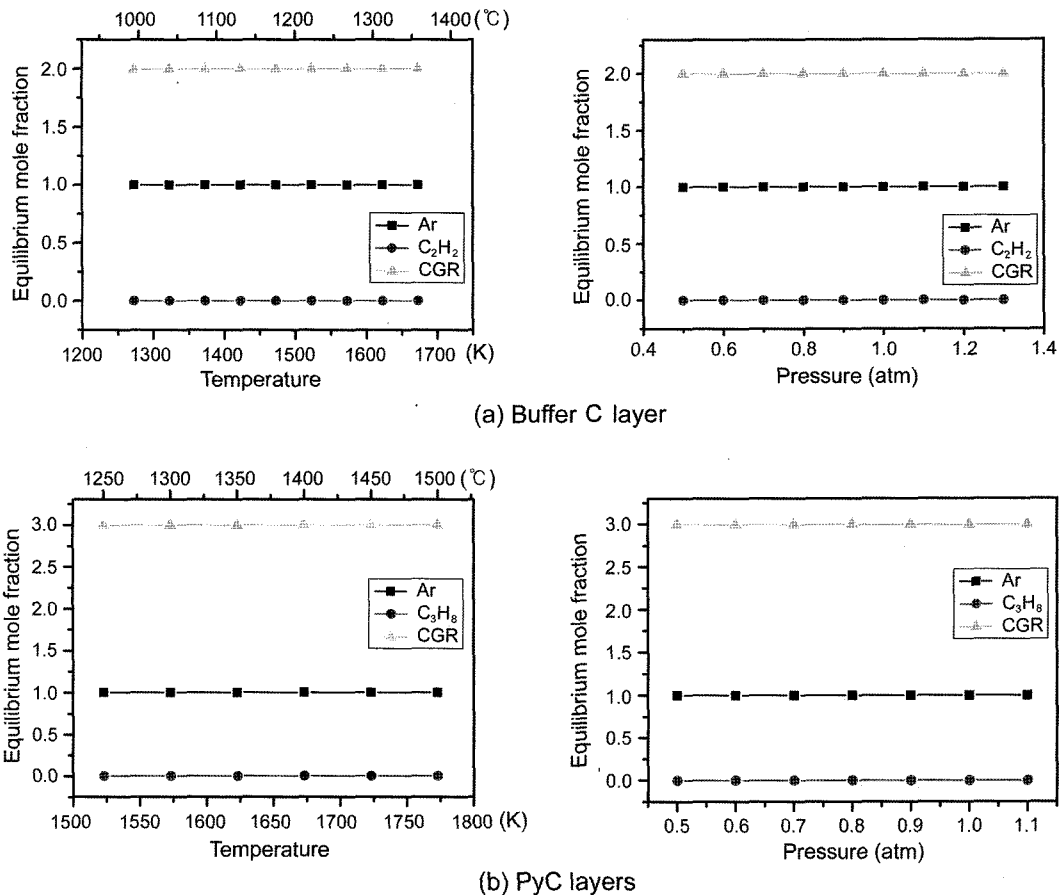 1000 1100 1200 1300 1400 (℃)
Equilibrium mole fraction
2.0
1.5
1.0
0.5
0.0
Ar
C₂H₂
CGR
1200 1300 1400 1500 1600 1700 (K)
Temperature
Equilibrium mole fraction
2.0
1.5
1.0
0.5
0.0
Ar
C₂H₂
CGR
0.4 0.6 0.8 1.0 1.2 1.4
Pressure (atm)
(a) Buffer C layer
1250 1300 1350 1400 1450 1500 (℃)
Equilibrium mole fraction
3.0
2.5
2.0
1.5
1.0
0.5
0.0
Ar
C₃H₈
CGR
1500 1550 1600 1650 1700 1750 1800 (K)
Temperature
Equilibrium mole fraction
3.0
2.5
2.0
1.5
1.0
0.5
0.0
Ar
C₃H₈
CGR
0.5 0.6 0.7 0.8 0.9 1.0 1.1
Pressure (atm)
(b) PyC layers